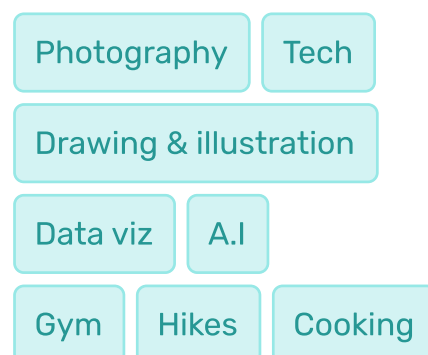 Photography Tech
Drawing & illustration
Data viz A.I
Gym Hikes Cooking